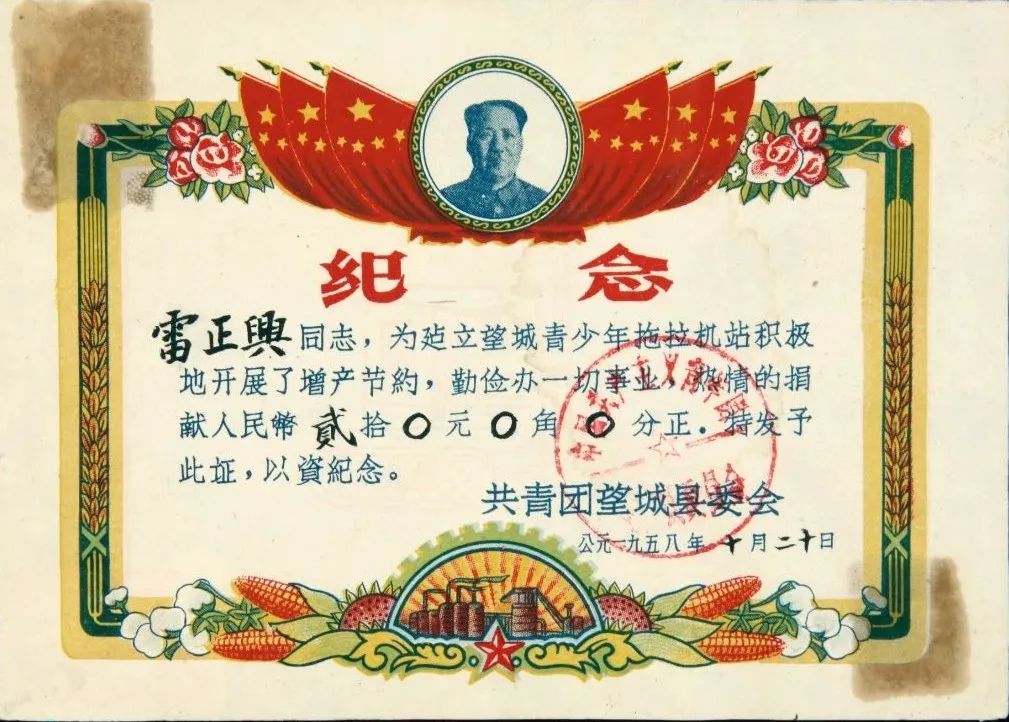 纪 念
雷正興同志，为廷立望城青少年拖拉机站积极
地开展了增产节約，勤俭办一切事业，热情的捐
献人民幣貳拾0元0角0分正．特发予
此证，以資紀念。
共青团望城县委会
公元一九五八年十月二十日